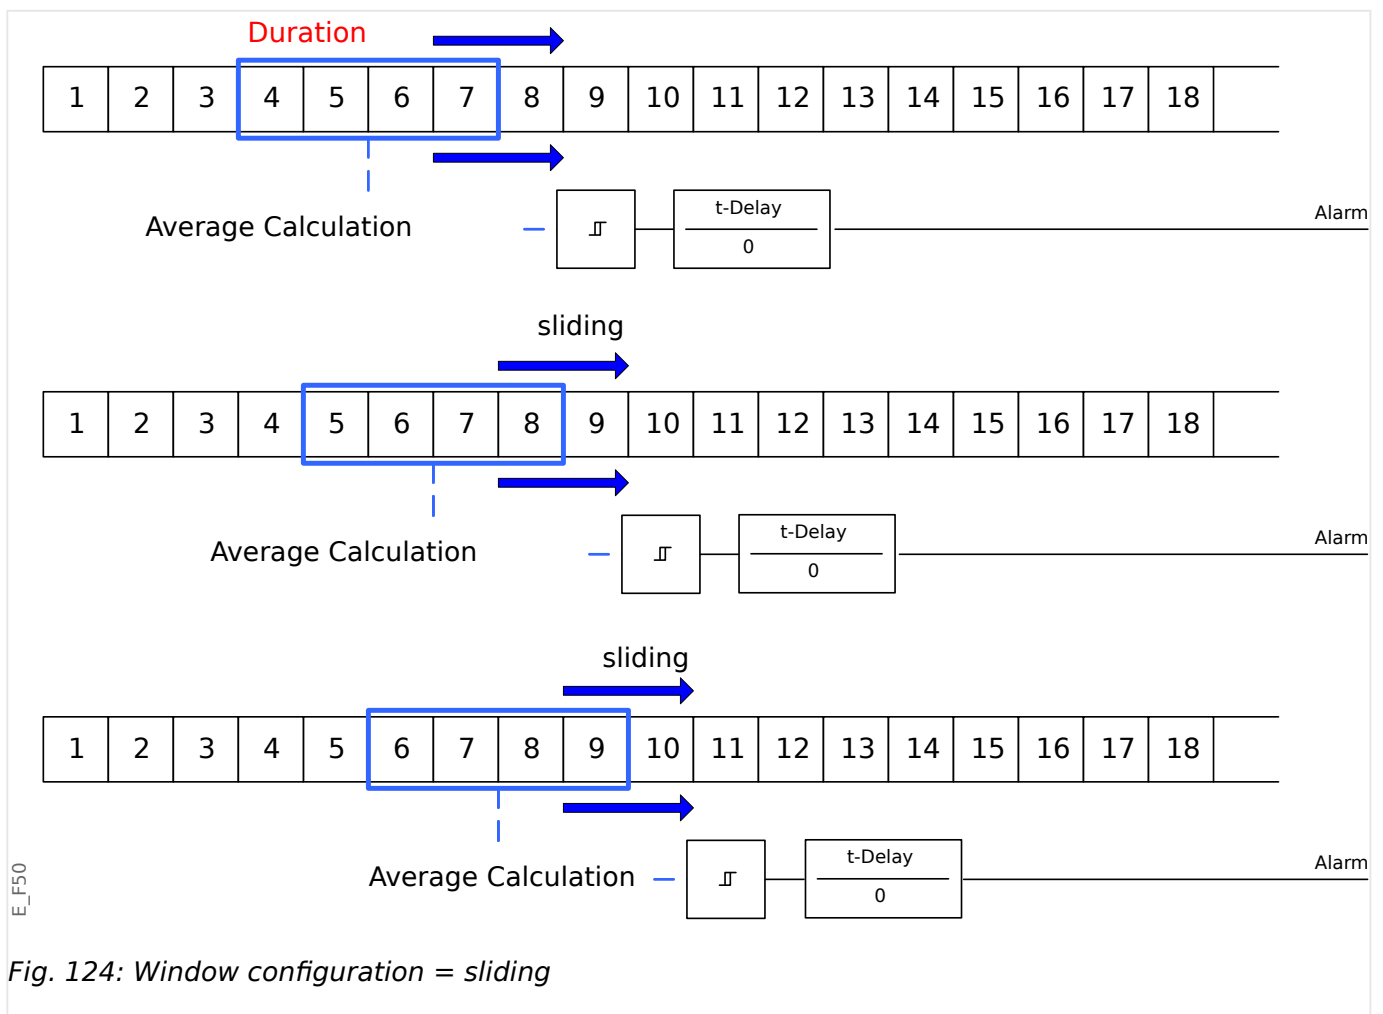 Duration
1 2 3 4 5 6 7 8 9 10 11 12 13 14 15 16 17 18
t-Delay
Alarm
Average Calculation
0
sliding
1 2 3 4 5 6 7 8 9 10 11 12 13 14 15 16 17 18
t-Delay
Alarm
Average Calculation
0
sliding
1 2 3 4 5 6 7 8 9 10 11 12 13 14 15 16 17 18
t-Delay
Alarm
Average Calculation
0
E_F50
Fig. 124: Window configuration = sliding